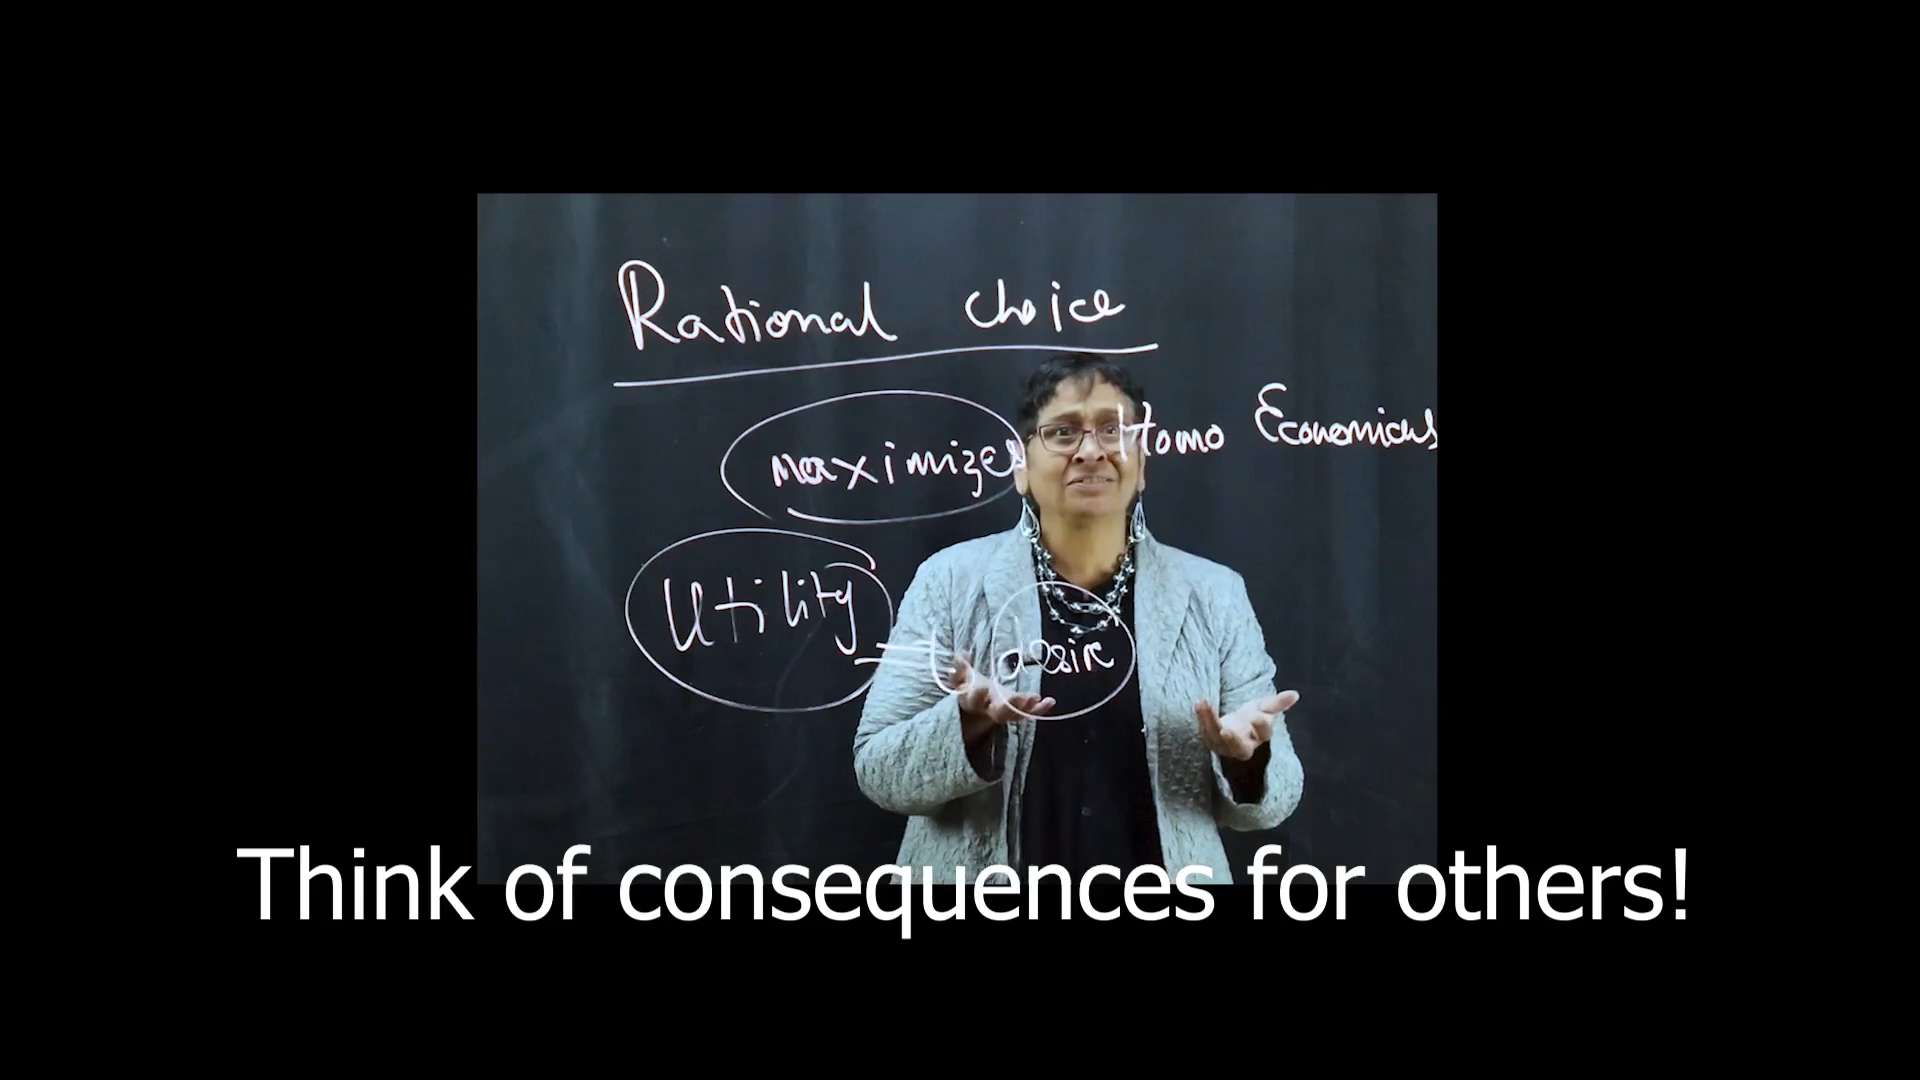 Rational choice
maximizes Homo Economicus
Utility = U desire
Think of consequences for others!